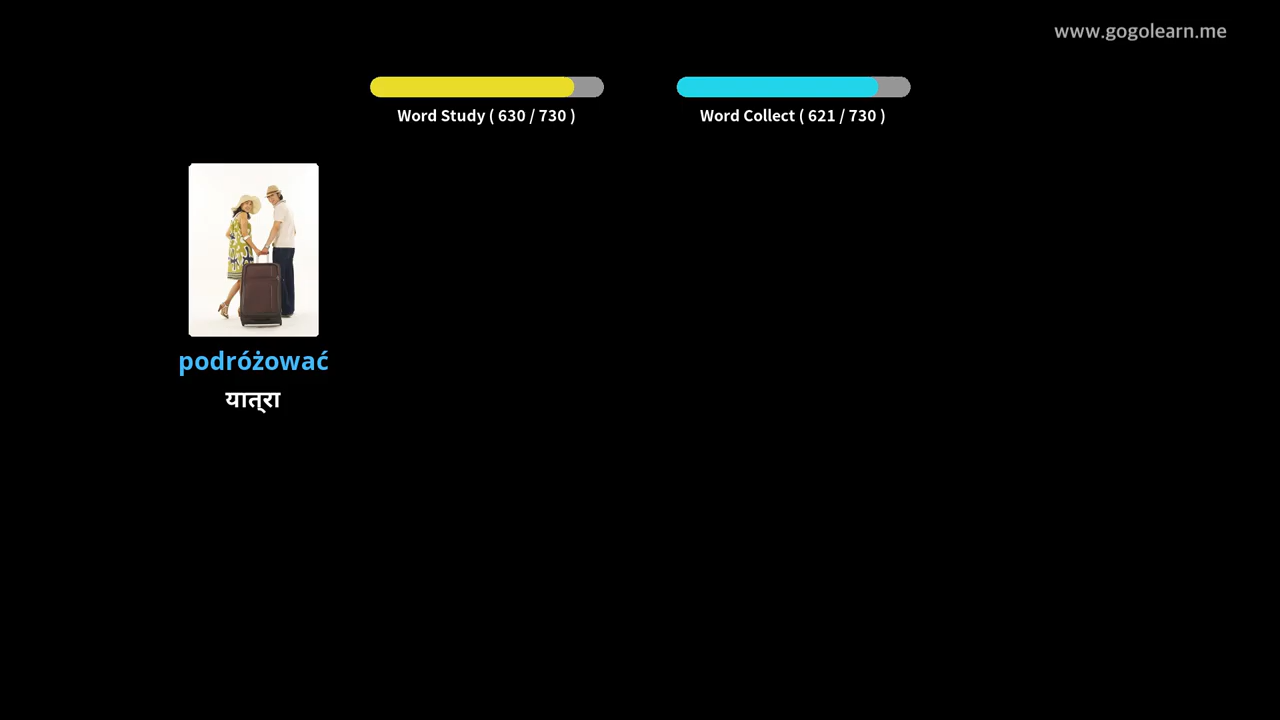 www.gogolearn.me
Word Study ( 630 / 730 )
Word Collect ( 621 / 730 )
podróżować
यात्रा